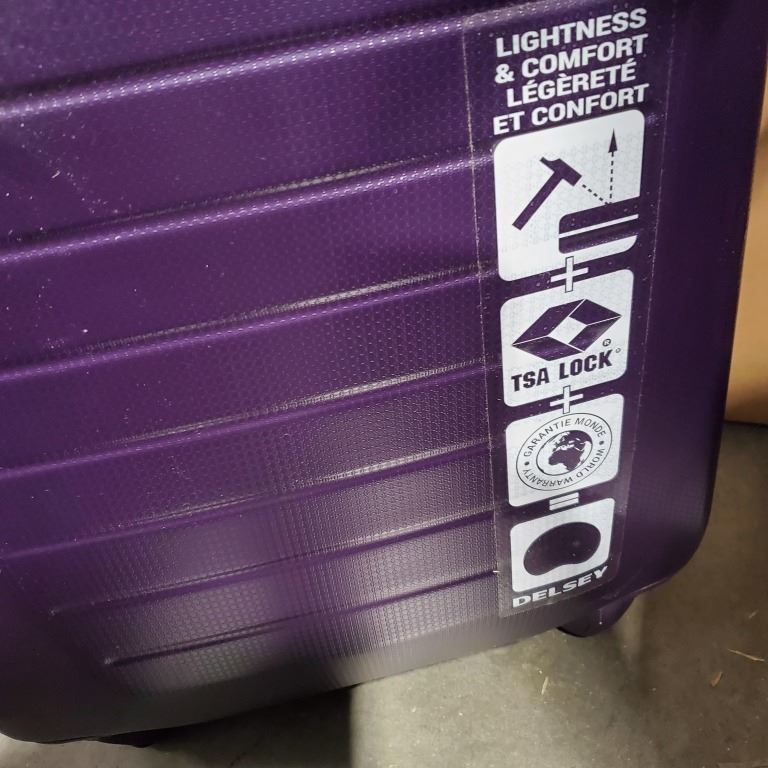 LIGHTNESS
& COMFORT
LÉGÈRETÉ
ET CONFORT
+
TSA LOCK®
+
GARANTIE MONDE • WORLD WARRANTY •
=
DELSEY